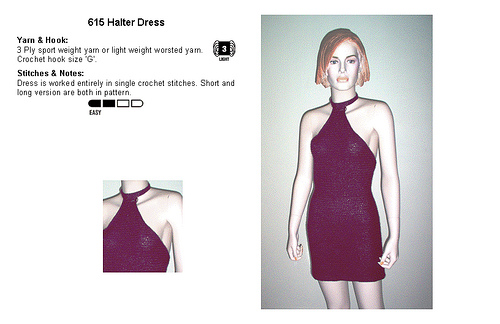 615 Halter Dress
Yarn & Hook:
3 Ply sport weight yarn or light weight worsted yarn.
Crochet hook size "G".
3
LIGHT
Stitches & Notes:
Dress is worked entirely in single crochet stitches. Short and
long version are both in pattern.
EASY